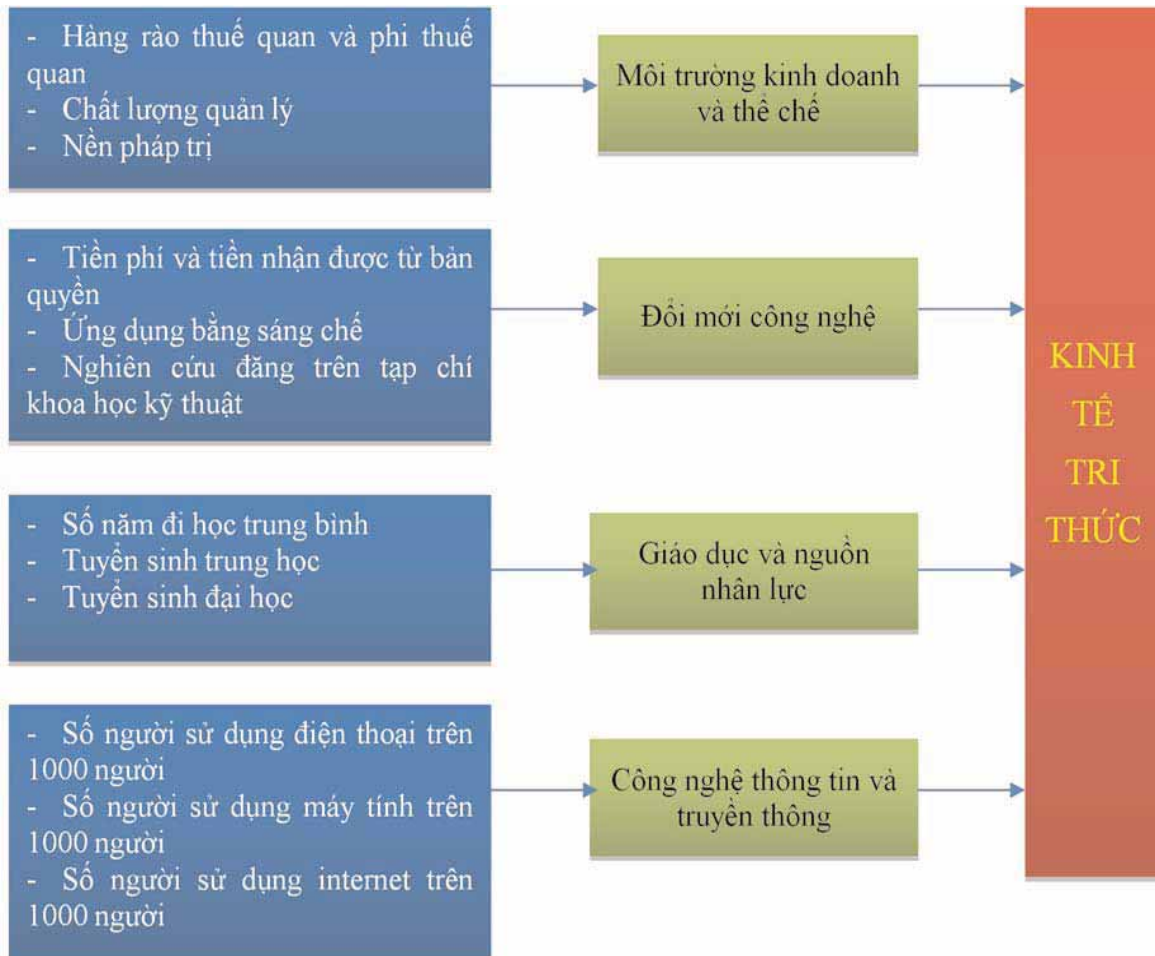 - Hàng rào thuế quan và phi thuế
quan
- Chất lượng quản lý
- Nền pháp trị
Môi trường kinh doanh
và thể chế
- Tiền phí và tiền nhận được từ bản
quyền
- Ứng dụng bằng sáng chế
- Nghiên cứu đăng trên tạp chí
khoa học kỹ thuật
Đổi mới công nghệ
- Số năm đi học trung bình
- Tuyển sinh trung học
- Tuyển sinh đại học
Giáo dục và nguồn
nhân lực
- Số người sử dụng điện thoại trên
1000 người
- Số người sử dụng máy tính trên
1000 người
- Số người sử dụng internet trên
1000 người
Công nghệ thông tin và
truyền thông
KINH
TẾ
TRI
THỨC